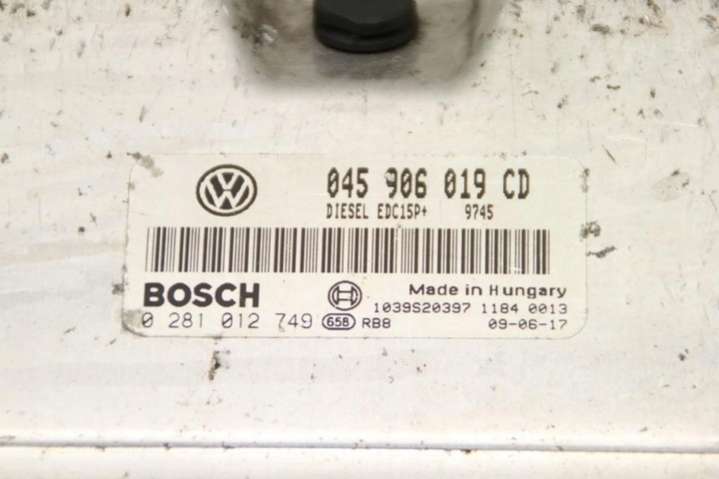 VW
045 906 019 CD
DIESEL EDC15P+ 9745
BOSCH
Made in Hungary
1039S20397 1184 0013
0 281 012 749 658 RB8 09-06-17